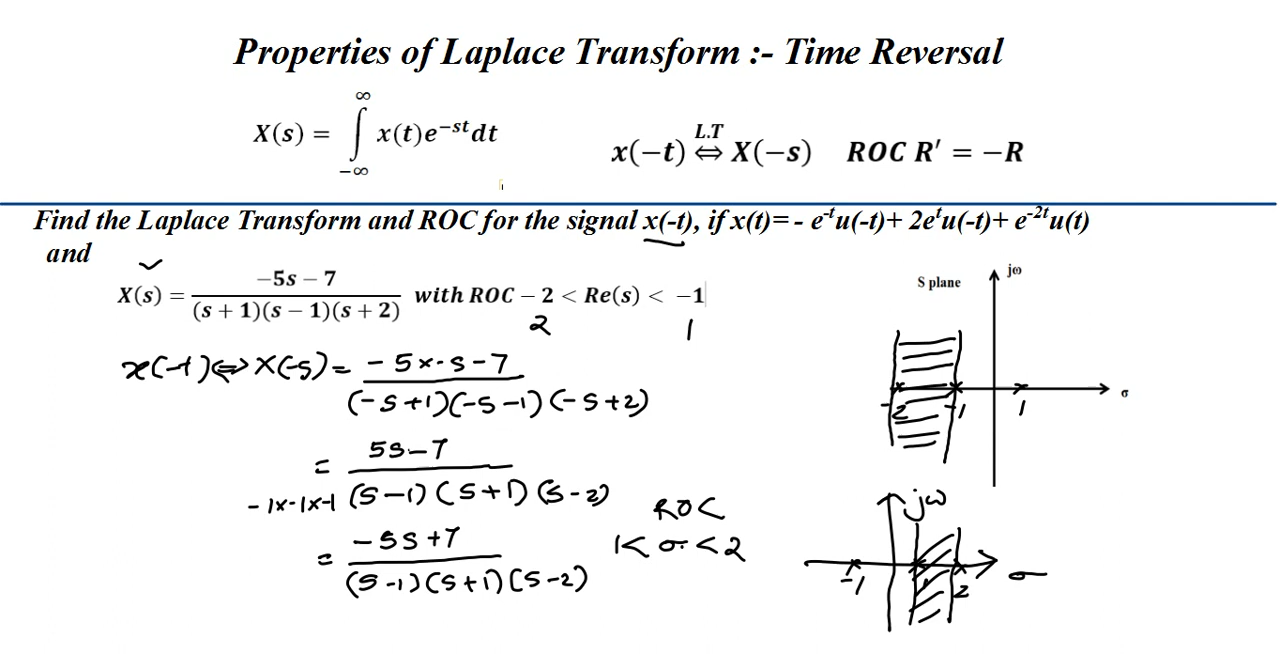 Properties of Laplace Transform :- Time Reversal
X(s) = ∫_{−∞}^{∞} x(t)e^{−st}dt
x(−t) L.T ⇔ X(−s) ROC R′ = −R
Find the Laplace Transform and ROC for the signal x(-t), if x(t)= - e^{-t}u(-t)+ 2e^{t}u(-t)+ e^{-2t}u(t)
and
X(s) = (−5s − 7) / ((s + 1)(s − 1)(s + 2)) with ROC − 2 < Re(s) < −1
2 1
S plane
jω
σ
-2 -1 1
x(-t) ⇔ X(-s) = (-5×-s-7) / ((-s+1)(-s-1)(-s+2))
= (5s-7) / (-1×-1×-1 (s-1)(s+1)(s-2))
= (-5s+7) / ((s-1)(s+1)(s-2))
ROC
1< σ <2
jω
-1 1 2
σ